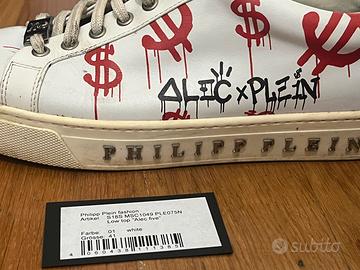 ALEC x PLEIN
PHILIPP PLEIN
Philipp Plein fashion
Artikel: S18S MSC1049 PLE075N
Low top "Alec five"
Farbe: 01 white
Grösse: 41
subito